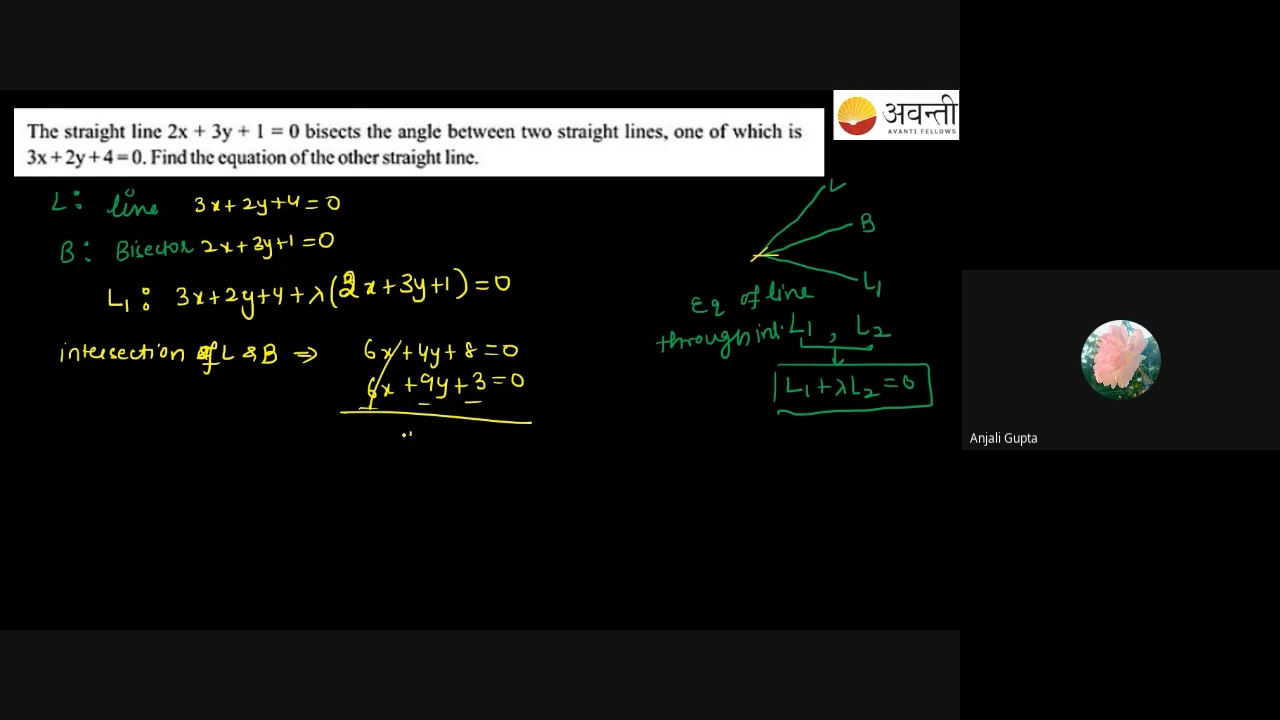 अवन्ती
AVANTI FELLOWS
The straight line 2x + 3y + 1 = 0 bisects the angle between two straight lines, one of which is
3x + 2y + 4 = 0. Find the equation of the other straight line.
L: line 3x + 2y + 4 = 0
B: Bisector 2x + 3y + 1 = 0
L₁: 3x + 2y + 4 + λ(2x + 3y + 1) = 0
intersection of L & B ⇒ 6x + 4y + 8 = 0
6x + 9y + 3 = 0
L
B
L₁
Eq of line
through int. L₁, L₂
L₁ + λL₂ = 0
Anjali Gupta